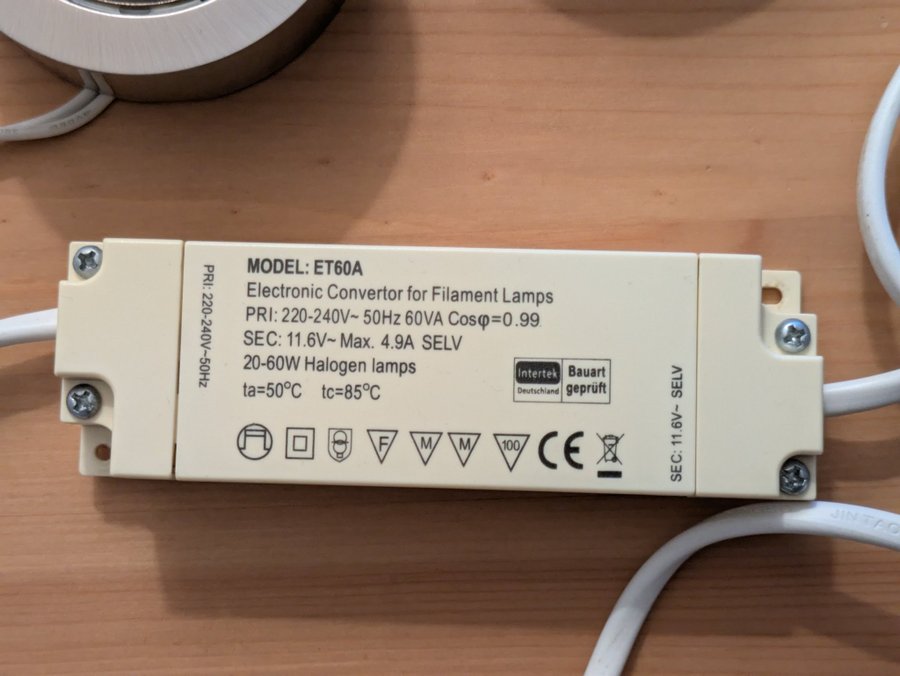 PRI: 220-240V~50Hz
MODEL: ET60A
Electronic Convertor for Filament Lamps
PRI: 220-240V~ 50Hz 60VA Cosφ=0.99
SEC: 11.6V~ Max. 4.9A SELV
20-60W Halogen lamps
ta=50°C tc=85°C
Intertek
Deutschland
Bauart
geprüft
F
M
M
100
CE
SEC: 11.6V~ SELV
JIN TAO